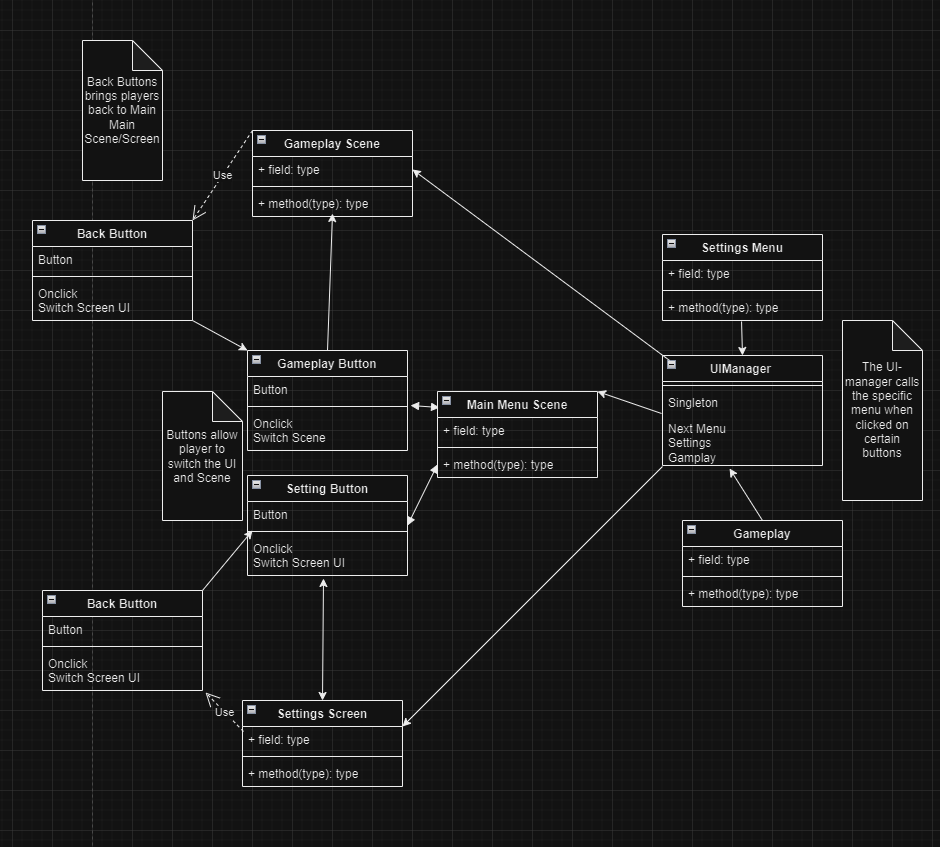 Back Buttons
brings players
back to Main
Main
Scene/Screen
Gameplay Scene
+ field: type
+ method(type): type
Use
Back Button
Button
Onclick
Switch Screen UI
Settings Menu
+ field: type
+ method(type): type
Gameplay Button
Button
Onclick
Switch Scene
UIManager
Singleton
Next Menu
Settings
Gamplay
The UI-
manager calls
the specific
menu when
clicked on
certain
buttons
Main Menu Scene
+ field: type
+ method(type): type
Buttons allow
player to
switch the UI
and Scene
Setting Button
Button
Onclick
Switch Screen UI
Gameplay
+ field: type
+ method(type): type
Back Button
Button
Onclick
Switch Screen UI
Use
Settings Screen
+ field: type
+ method(type): type